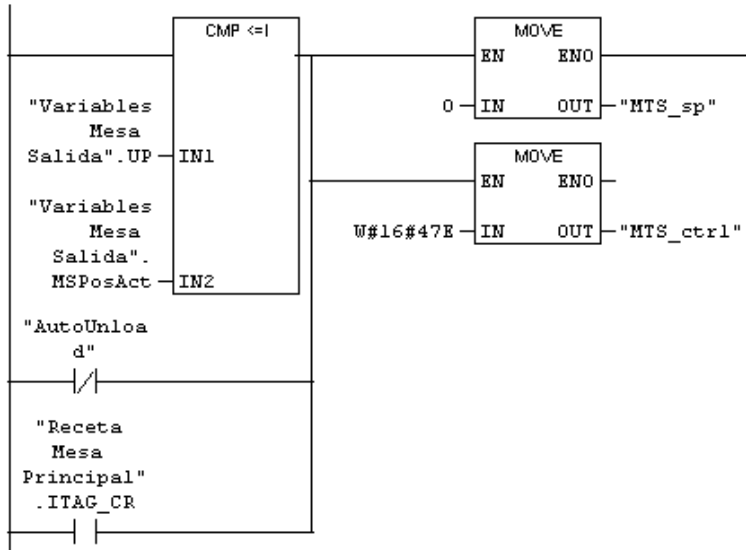 CMP <=I
"Variables
Mesa
Salida".UP
IN1
"Variables
Mesa
Salida".
MSPosAct
IN2
MOVE
EN
ENO
0
IN
OUT
"MTS_sp"
MOVE
EN
ENO
W#16#47E
IN
OUT
"MTS_ctrl"
"AutoUnloa
d"
"Receta
Mesa
Principal"
.ITAG_CR